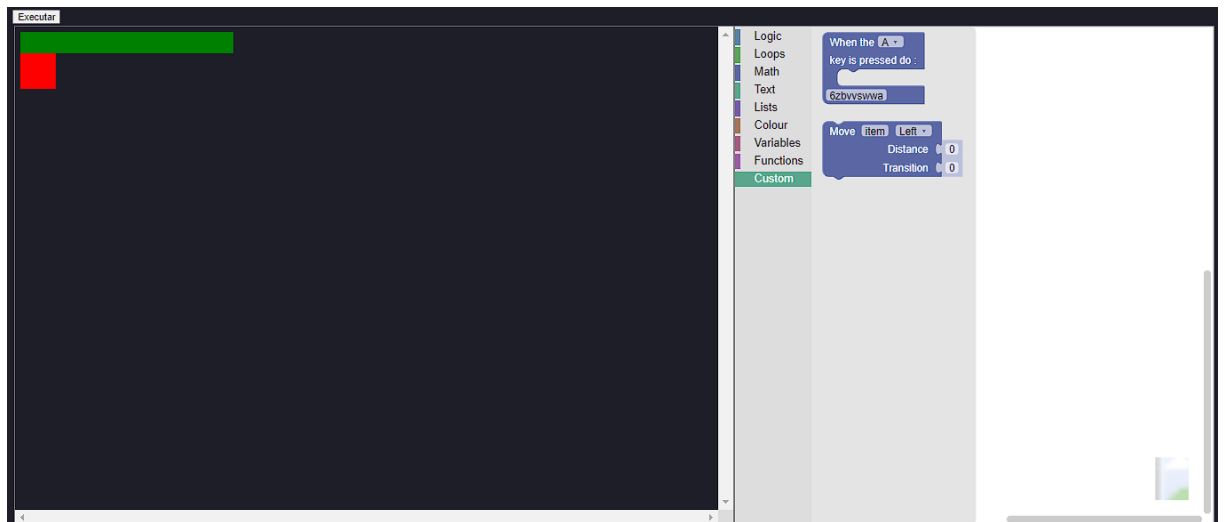 Executar
Logic
Loops
Math
Text
Lists
Colour
Variables
Functions
Custom
When the A
key is pressed do :
6zbvvswwa
Move item Left
Distance 0
Transition 0